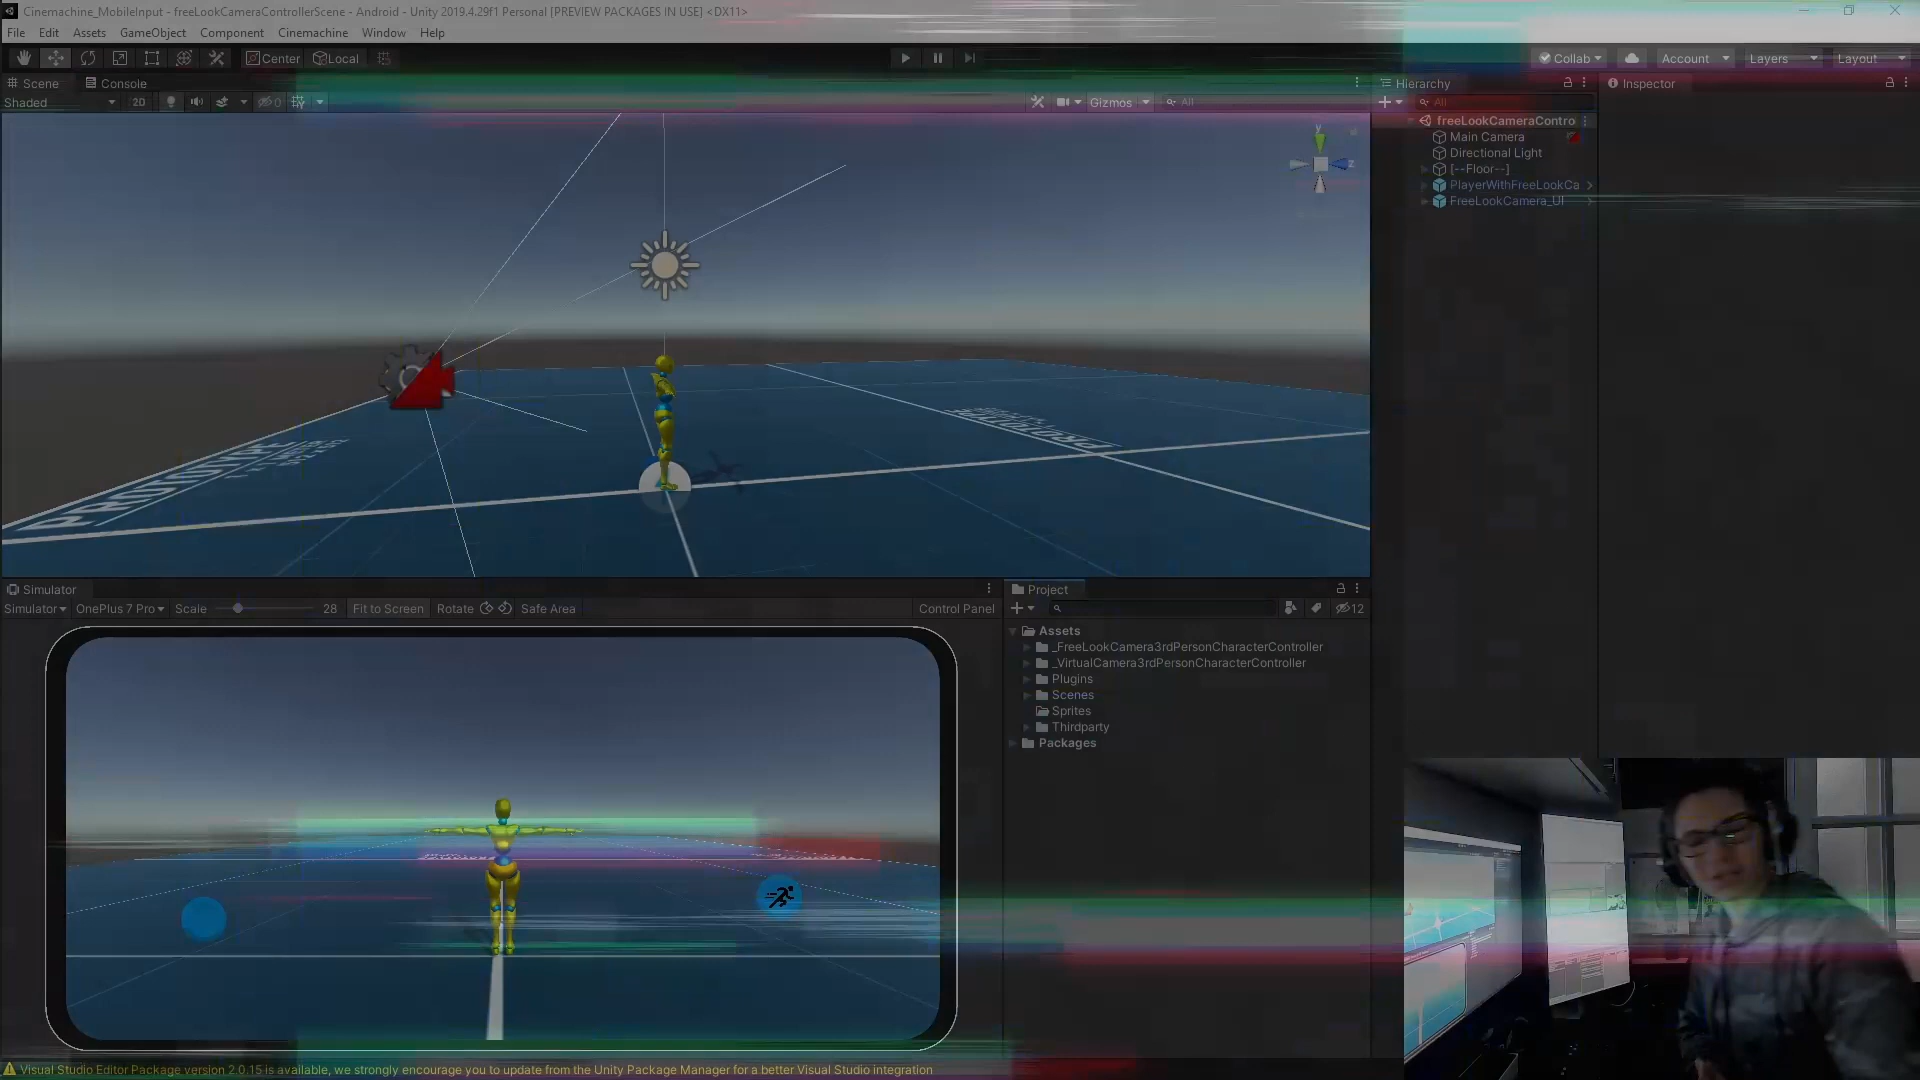 Cinemachine_MobileInput - freeLookCameraControllerScene - Android - Unity 2019.4.29f1 Personal [PREVIEW PACKAGES IN USE] <DX11>
File Edit Assets GameObject Component Cinemachine Window Help
Center Local
Collab Account Layers Layout
Scene Console
Hierarchy
Inspector
Shaded 2D 0 Gizmos All
All
freeLookCameraContro
Main Camera
Directional Light
[--Floor--]
PlayerWithFreeLookCa
FreeLookCamera_UI
y
z
PROTOTYPE
PROTOTYPE
Simulator
Simulator OnePlus 7 Pro Scale 28 Fit to Screen Rotate Safe Area Control Panel
Project
12
Assets
_FreeLookCamera3rdPersonCharacterController
_VirtualCamera3rdPersonCharacterController
Plugins
Scenes
Sprites
Thirdparty
Packages
Visual Studio Editor Package version 2.0.15 is available, we strongly encourage you to update from the Unity Package Manager for a better Visual Studio integration